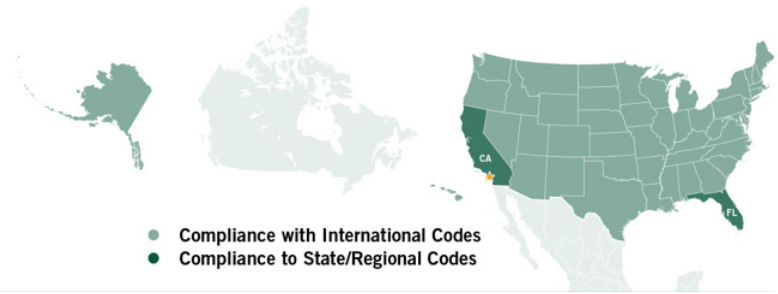 CA
FL
Compliance with International Codes
Compliance to State/Regional Codes